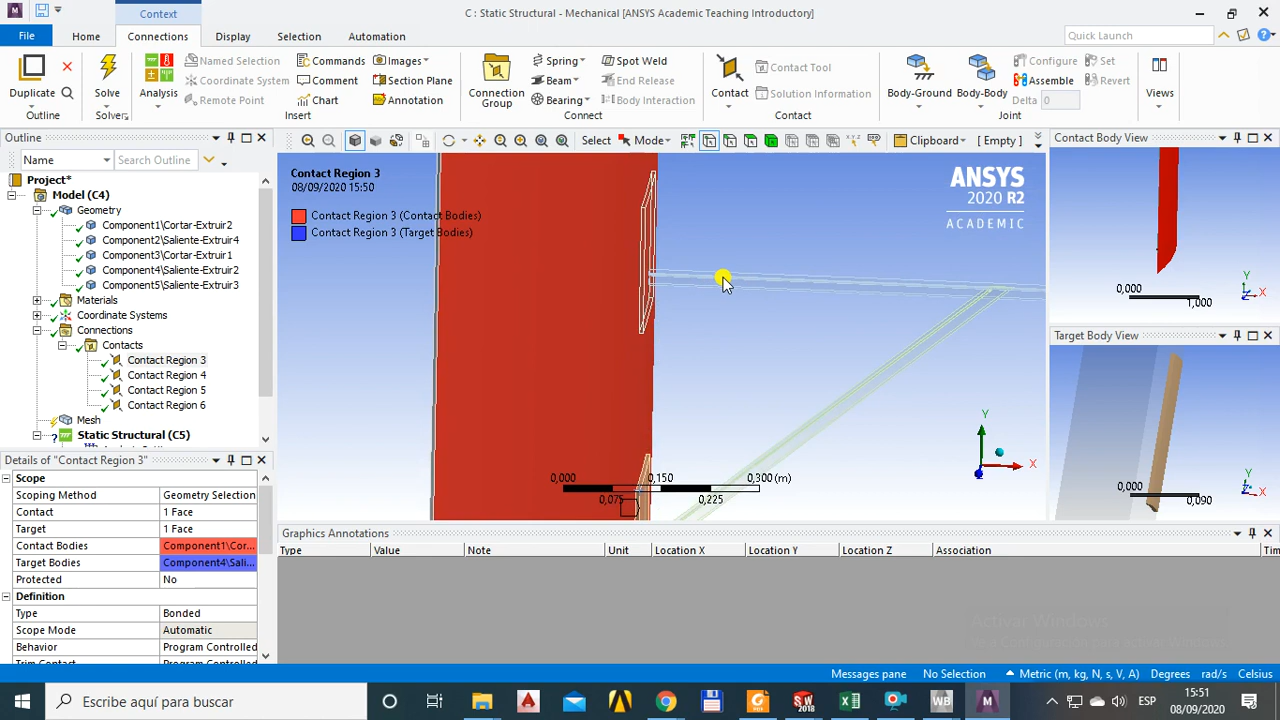 Context
C : Static Structural - Mechanical [ANSYS Academic Teaching Introductory]
File
Home
Connections
Display
Selection
Automation
Quick Launch
Duplicate
Outline
Solve
Solver
Analysis
Named Selection
Coordinate System
Remote Point
Commands
Comment
Chart
Images
Section Plane
Annotation
Insert
Connection Group
Spring
Beam
Bearing
Spot Weld
End Release
Body Interaction
Connect
Contact
Contact Tool
Solution Information
Contact
Body-Ground
Body-Body
Configure
Set
Assemble
Revert
Delta
0
Joint
Views
Outline
Name
Search Outline
Select
Mode
Clipboard
[ Empty ]
Project*
Model (C4)
Geometry
Component1\Cortar-Extruir2
Component2\Saliente-Extruir4
Component3\Cortar-Extruir1
Component4\Saliente-Extruir2
Component5\Saliente-Extruir3
Materials
Coordinate Systems
Connections
Contacts
Contact Region 3
Contact Region 4
Contact Region 5
Contact Region 6
Mesh
Static Structural (C5)
Contact Region 3
08/09/2020 15:50
Contact Region 3 (Contact Bodies)
Contact Region 3 (Target Bodies)
ANSYS
2020 R2
ACADEMIC
Y
X
0,000
0,150
0,300 (m)
0,075
0,225
Contact Body View
Y
X
0,000
1,000
Target Body View
Y
X
0,000
0,090
Details of "Contact Region 3"
Scope
Scoping Method
Geometry Selection
Contact
1 Face
Target
1 Face
Contact Bodies
Component1\Cor...
Target Bodies
Component4\Sali...
Protected
No
Definition
Type
Bonded
Scope Mode
Automatic
Behavior
Program Controlled
Trim Contact
Program Controlled
Graphics Annotations
Type
Value
Note
Unit
Location X
Location Y
Location Z
Association
Tim
Activar Windows
Messages pane
No Selection
Metric (m, kg, N, s, V, A)
Degrees
rad/s
Celsius
Escribe aquí para buscar
ESP
15:51
08/09/2020